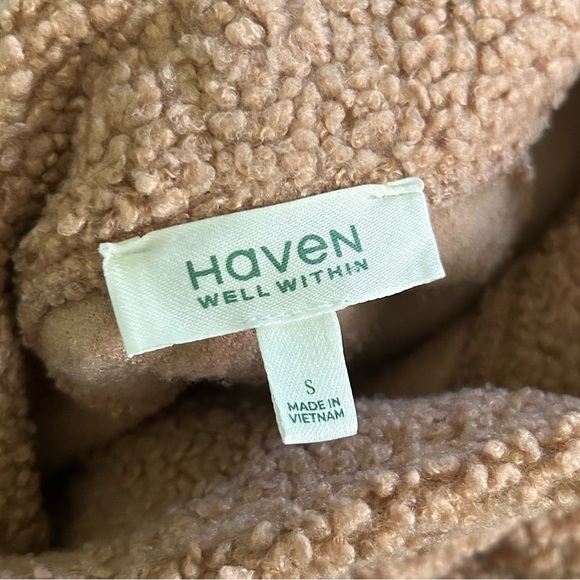 HaveN
WELL WITHIN
S
MADE IN
VIETNAM